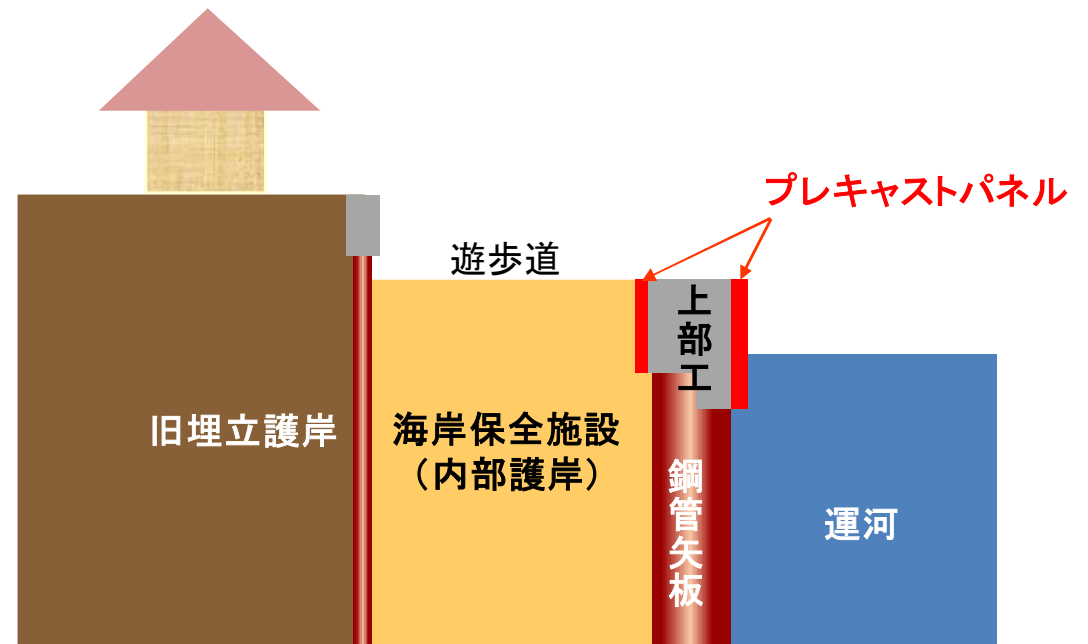 プレキャストパネル
遊歩道
上部工
旧埋立護岸
海岸保全施設
（内部護岸）
鋼管矢板
運河